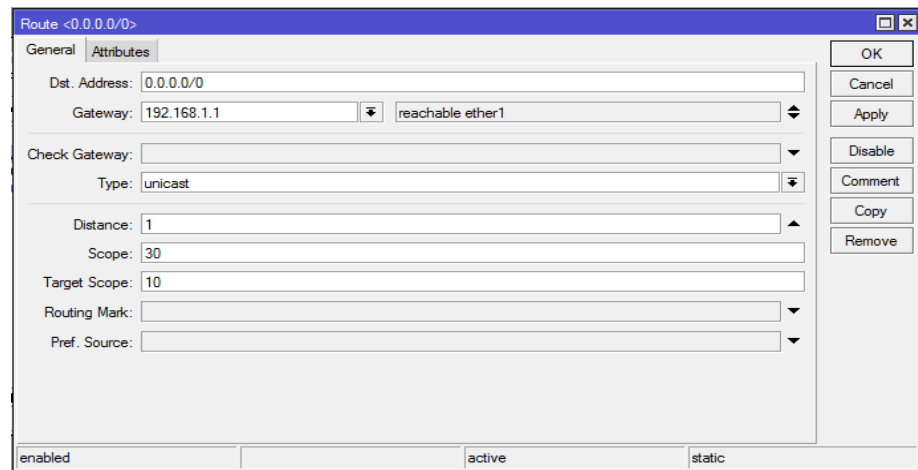 Route <0.0.0.0/0>
General Attributes
Dst. Address: 0.0.0.0/0
Gateway: 192.168.1.1 reachable ether1
Check Gateway:
Type: unicast
Distance: 1
Scope: 30
Target Scope: 10
Routing Mark:
Pref. Source:
OK
Cancel
Apply
Disable
Comment
Copy
Remove
enabled active static